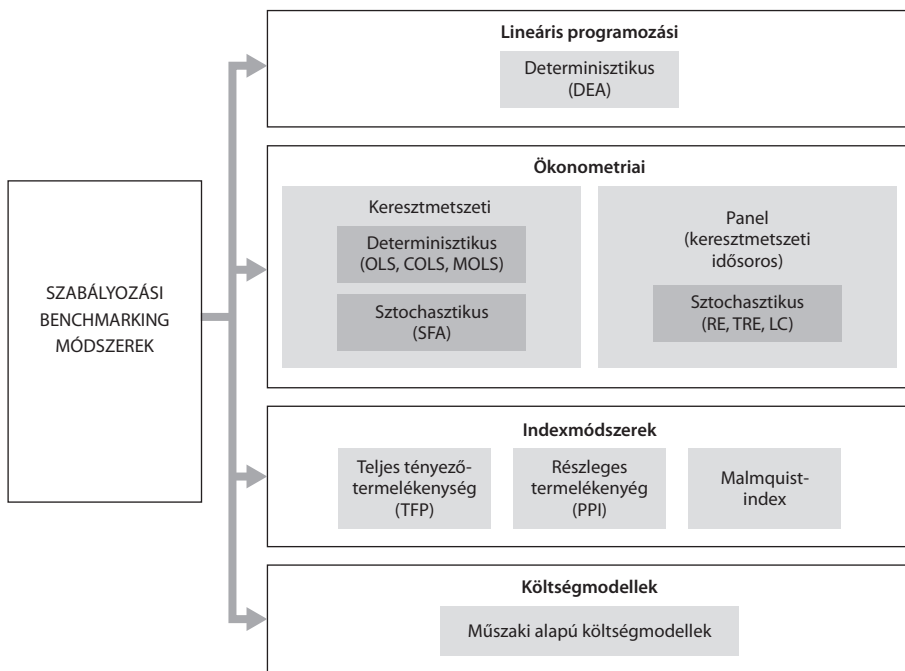 SZABÁLYOZÁSI
BENCHMARKING
MÓDSZEREK
Lineáris programozási
Determinisztikus
(DEA)
Ökonometriai
Keresztmetszeti
Determinisztikus
(OLS, COLS, MOLS)
Sztochasztikus
(SFA)
Panel
(keresztmetszeti
idősoros)
Sztochasztikus
(RE, TRE, LC)
Indexmódszerek
Teljes tényező-
termelékenység
(TFP)
Részleges
termelékenyég
(PPI)
Malmquist-
index
Költségmodellek
Műszaki alapú költségmodellek